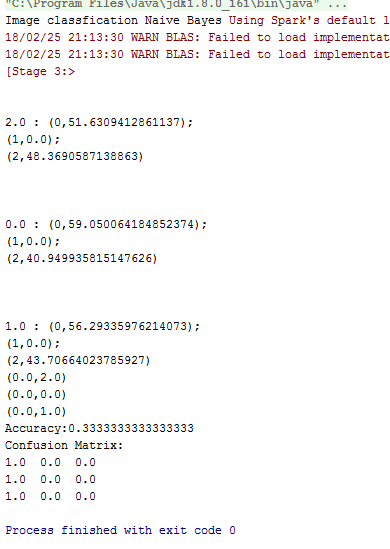 "C:\Program Files\Java\jdk1.8.0_161\bin\java" ...
Image classfication Naive Bayes Using Spark's default l
18/02/25 21:13:30 WARN BLAS: Failed to load implementat
18/02/25 21:13:30 WARN BLAS: Failed to load implementat
[Stage 3:>
2.0 : (0,51.6309412861137);
(1,0.0);
(2,48.3690587138863)
0.0 : (0,59.050064184852374);
(1,0.0);
(2,40.949935815147626)
1.0 : (0,56.29335976214073);
(1,0.0);
(2,43.70664023785927)
(0.0,2.0)
(0.0,0.0)
(0.0,1.0)
Accuracy:0.3333333333333333
Confusion Matrix:
1.0  0.0  0.0
1.0  0.0  0.0
1.0  0.0  0.0
Process finished with exit code 0